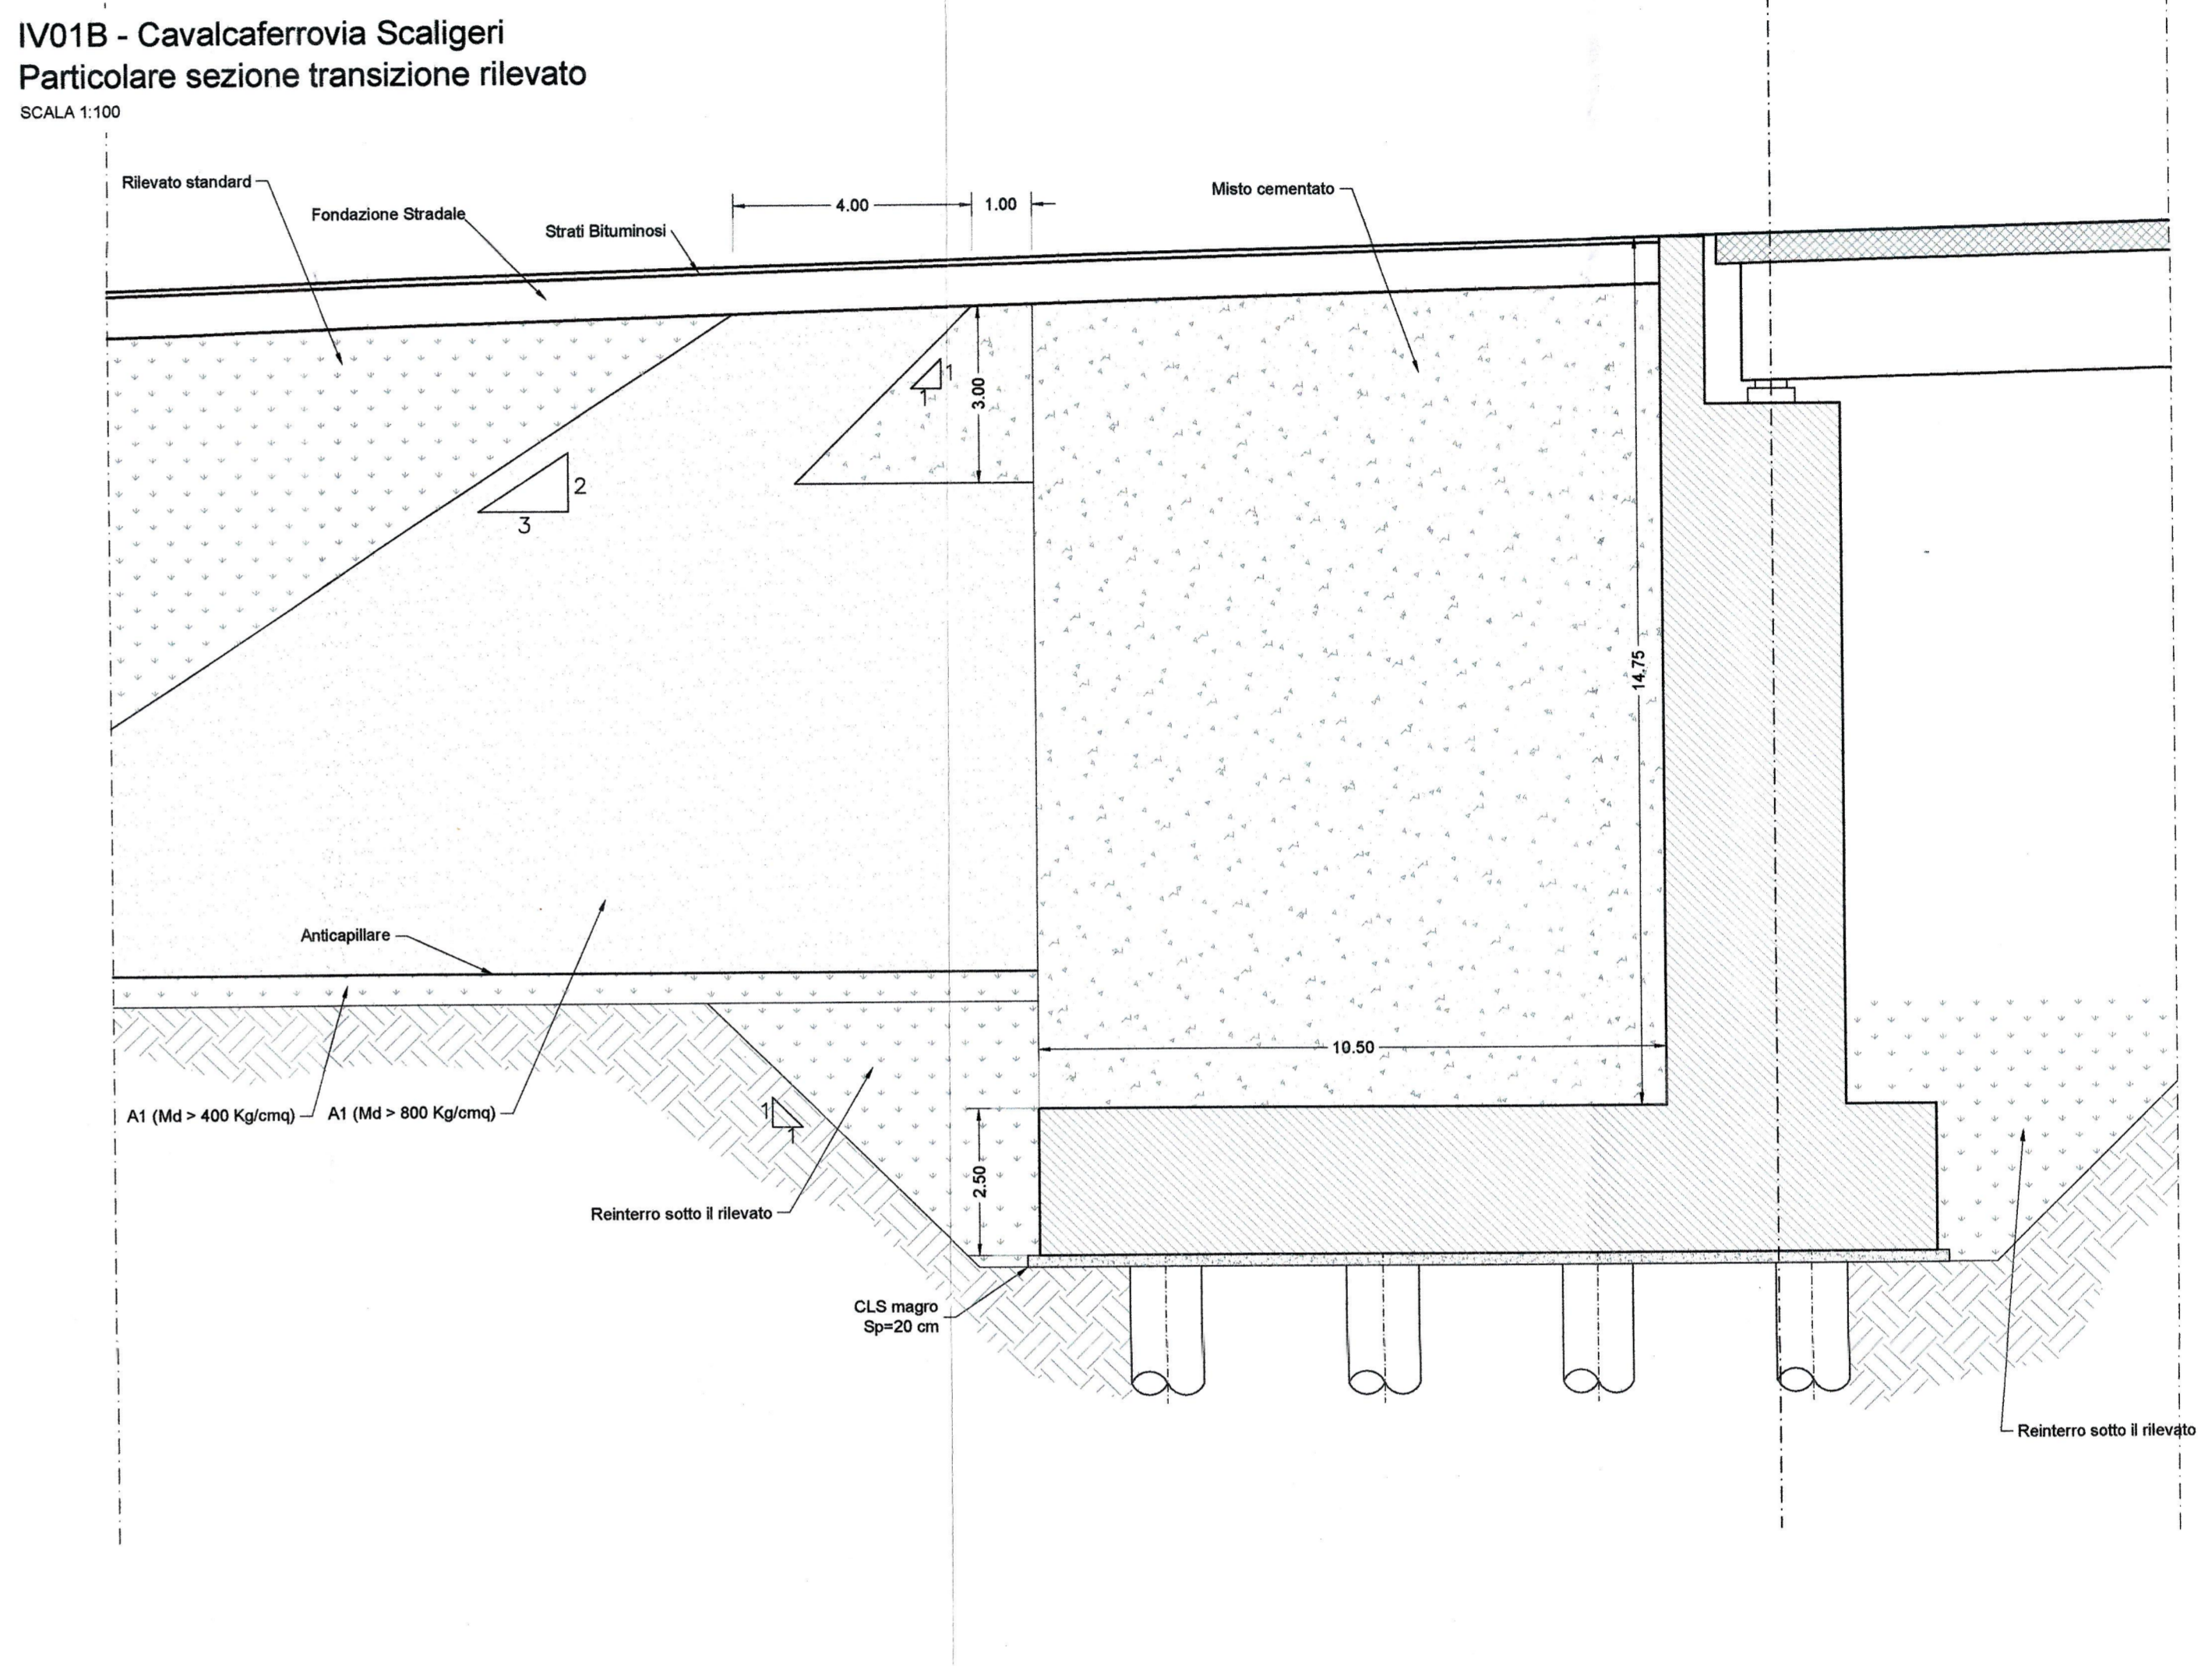 IV01B - Cavalcaferrovia Scaligeri
Particolare sezione transizione rilevato
SCALA 1:100
Rilevato standard
Fondazione Stradale
Strati Bituminosi
4.00
1.00
Misto cementato
1
1
3.00
2
3
14.75
Anticapillare
10.50
A1 (Md > 400 Kg/cmq)
A1 (Md > 800 Kg/cmq)
1
1
2.50
Reinterro sotto il rilevato
CLS magro
Sp=20 cm
Reinterro sotto il rilevato